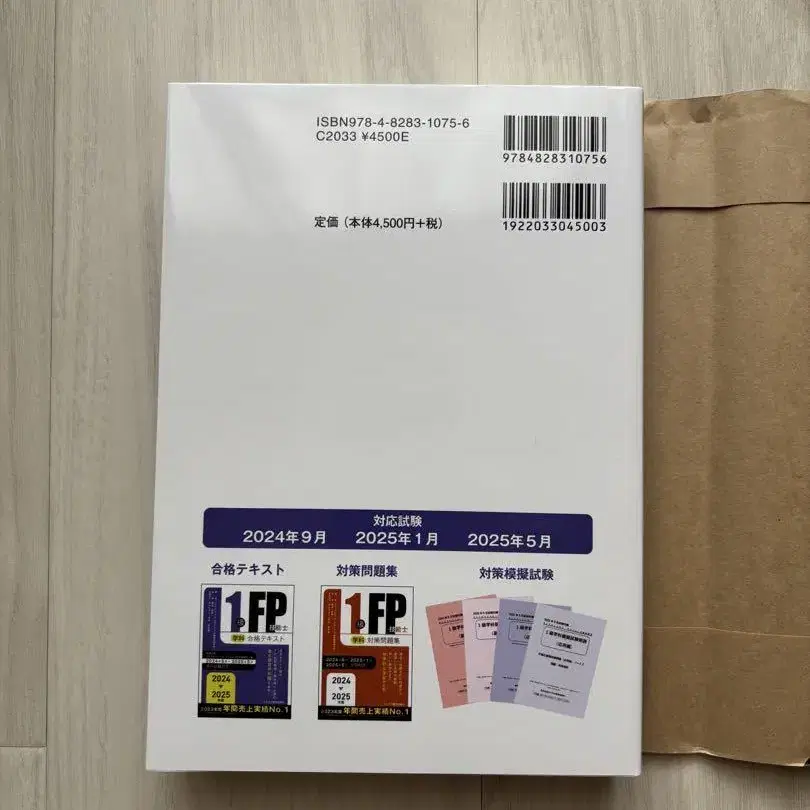 ISBN978-4-8283-1075-6
C2033 ¥4500E
9784828310756
定価（本体4,500円＋税）
1922033045003
対応試験
2024年9月 2025年1月 2025年5月
合格テキスト
対策問題集
対策模擬試験
1級 FP 技能士
学科 合格テキスト
2024
2025
年間売上実績No.1
1級 FP 技能士
学科 対策問題集
2024
2025
年間売上実績No.1